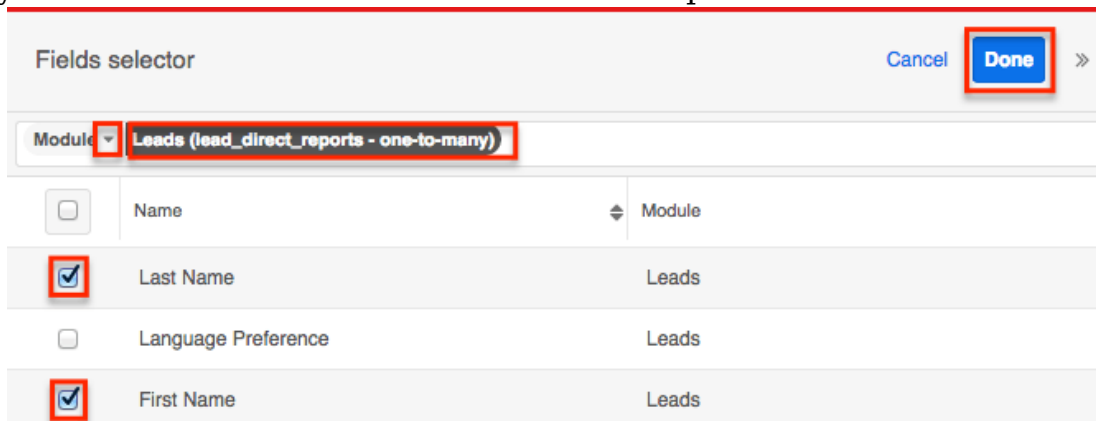 Fields selector Cancel Done »
Module Leads (lead_direct_reports - one-to-many)
Name Module
Last Name Leads
Language Preference Leads
First Name Leads